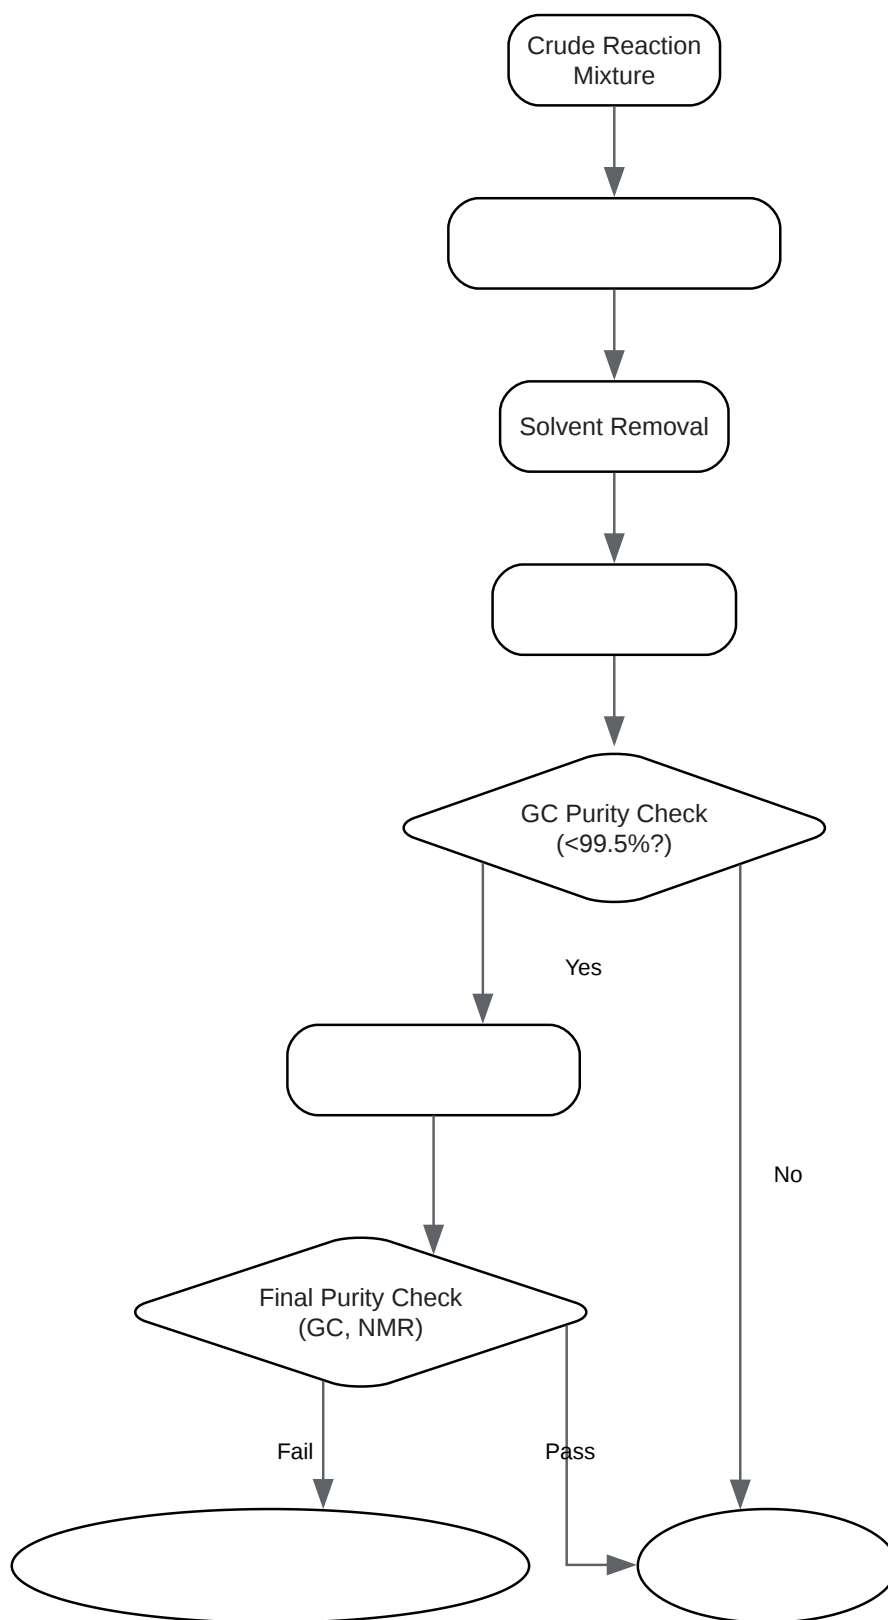 Crude Reaction
Mixture
Solvent Removal
GC Purity Check
(<99.5%?)
Yes
No
Final Purity Check
(GC, NMR)
Fail
Pass